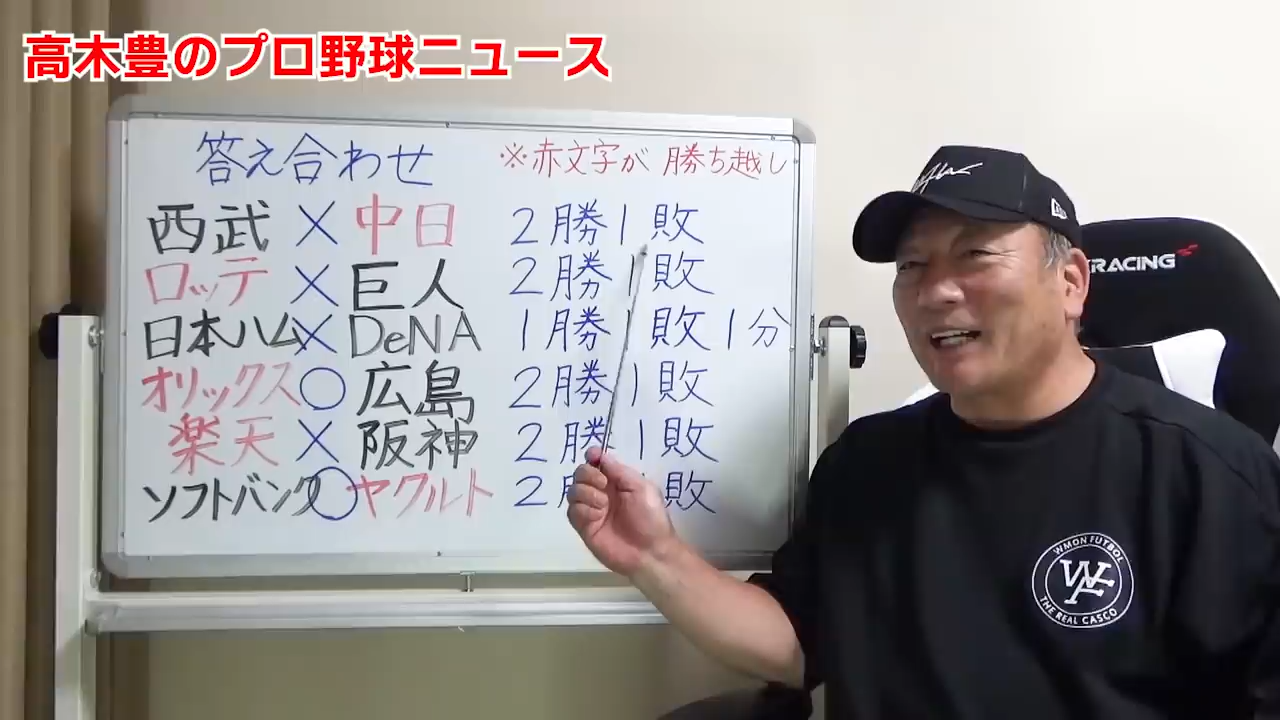 高木豊のプロ野球ニュース
答え合わせ ※赤文字が 勝ち越し
西武 × 中日 2勝1敗
ロッテ × 巨人 2勝1敗
日本ハム × DeNA 1勝1敗1分
オリックス ○ 広島 2勝1敗
楽天 × 阪神 2勝1敗
ソフトバンク ○ ヤクルト 2勝1敗
RACING
WMON FUTBOL
WF
THE REAL CASCO